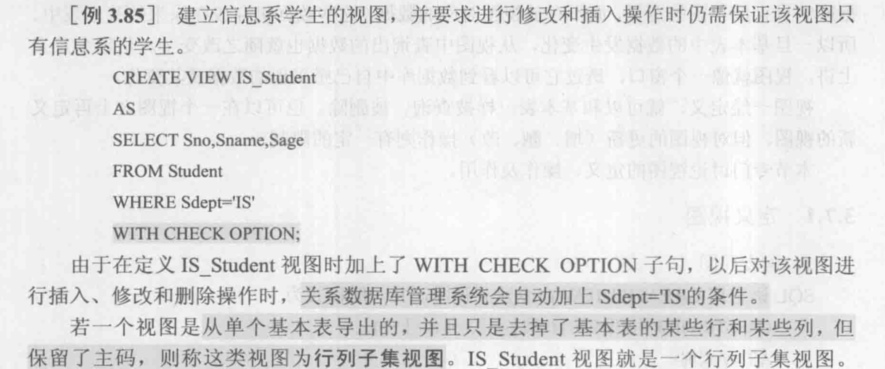 [例 3.85] 建立信息系学生的视图，并要求进行修改和插入操作时仍需保证该视图只
有信息系的学生。
CREATE VIEW IS_Student
AS
SELECT Sno,Sname,Sage
FROM Student
WHERE Sdept='IS'
WITH CHECK OPTION;
由于在定义 IS_Student 视图时加上了 WITH CHECK OPTION 子句，以后对该视图进
行插入、修改和删除操作时，关系数据库管理系统会自动加上 Sdept='IS'的条件。
若一个视图是从单个基本表导出的，并且只是去掉了基本表的某些行和某些列，但
保留了主码，则称这类视图为行列子集视图。IS_Student 视图就是一个行列子集视图。